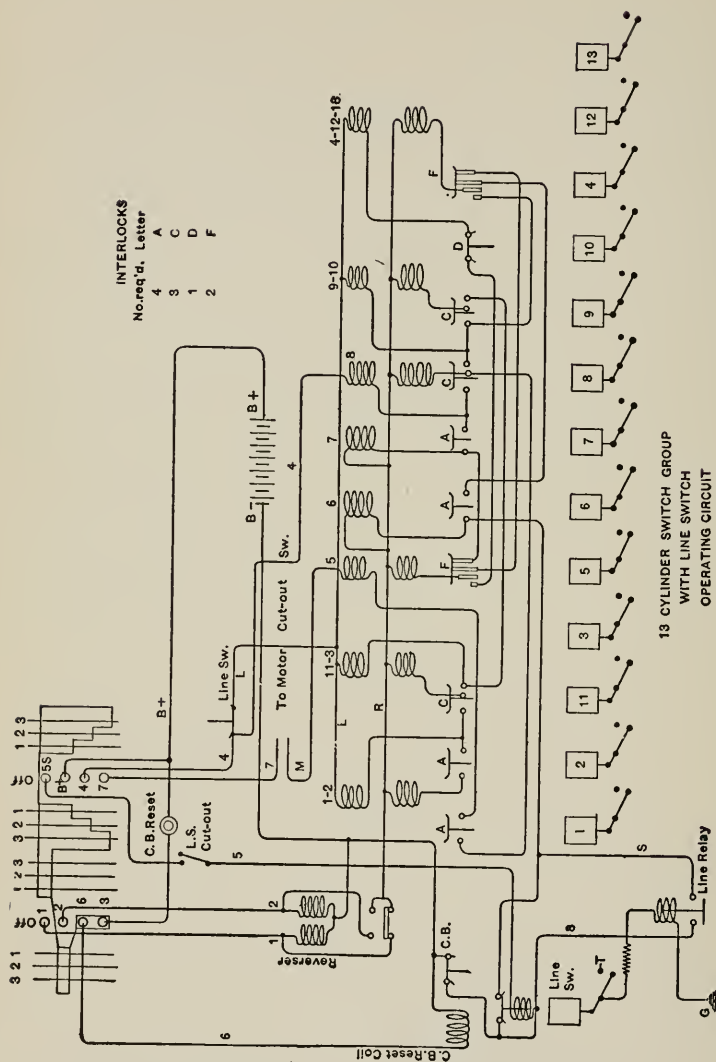 INTERLOCKS
No.req'd. Letter
4 A
3 C
1 D
2 F
Off
1 2 3
5S
B+
4
7
3 2 1
1 2 3
Off
1
2
6
3
3 2 1
C.B.Reset
B+
L.S.
Cut-out
5
4
Line Sw.
L
7
M
To Motor Cut-out Sw.
B-
B+
4
1
2
1
2
Reverser
6
C.B.Reset Coil
C.B.
L
R
1-2
11-3
5
6
7
8
9-10
4-12-18
A
A
C
F
A
A
C
C
D
F
Line
Sw.
e-T
8
S
G
Line Relay
1
2
11
3
5
6
7
8
9
10
4
12
13
13 CYLINDER SWITCH GROUP
WITH LINE SWITCH
OPERATING CIRCUIT